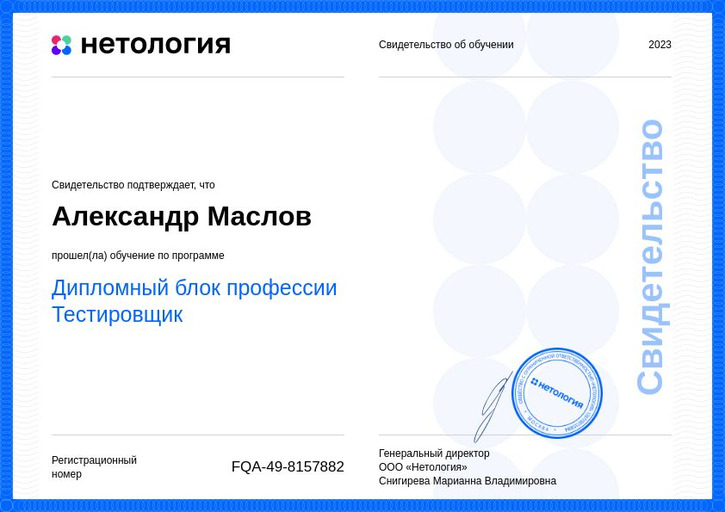 нетология
Свидетельство об обучении
2023
Свидетельство подтверждает, что
Александр Маслов
прошел(ла) обучение по программе
Дипломный блок профессии
Тестировщик
Свидетельство
нетология
МОСКВА
Регистрационный
номер
FQA-49-8157882
Генеральный директор
ООО «Нетология»
Снигирева Марианна Владимировна